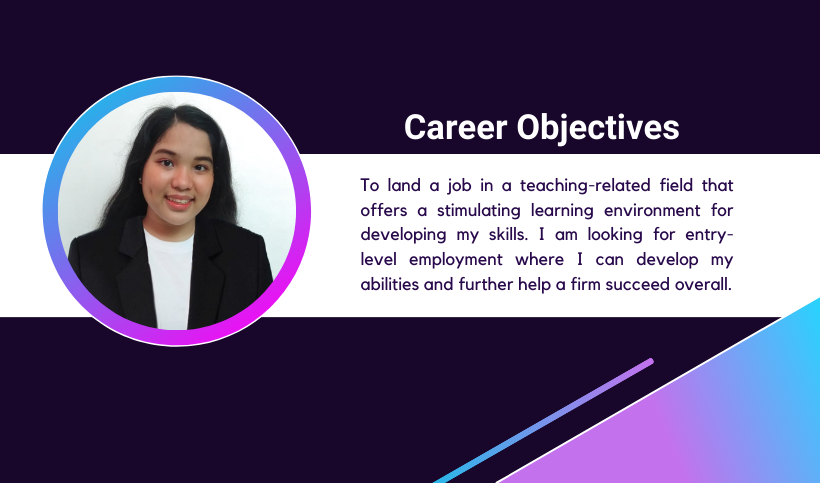 Career Objectives
To land a job in a teaching-related field that
offers a stimulating learning environment for
developing my skills. I am looking for entry-
level employment where I can develop my
abilities and further help a firm succeed overall.